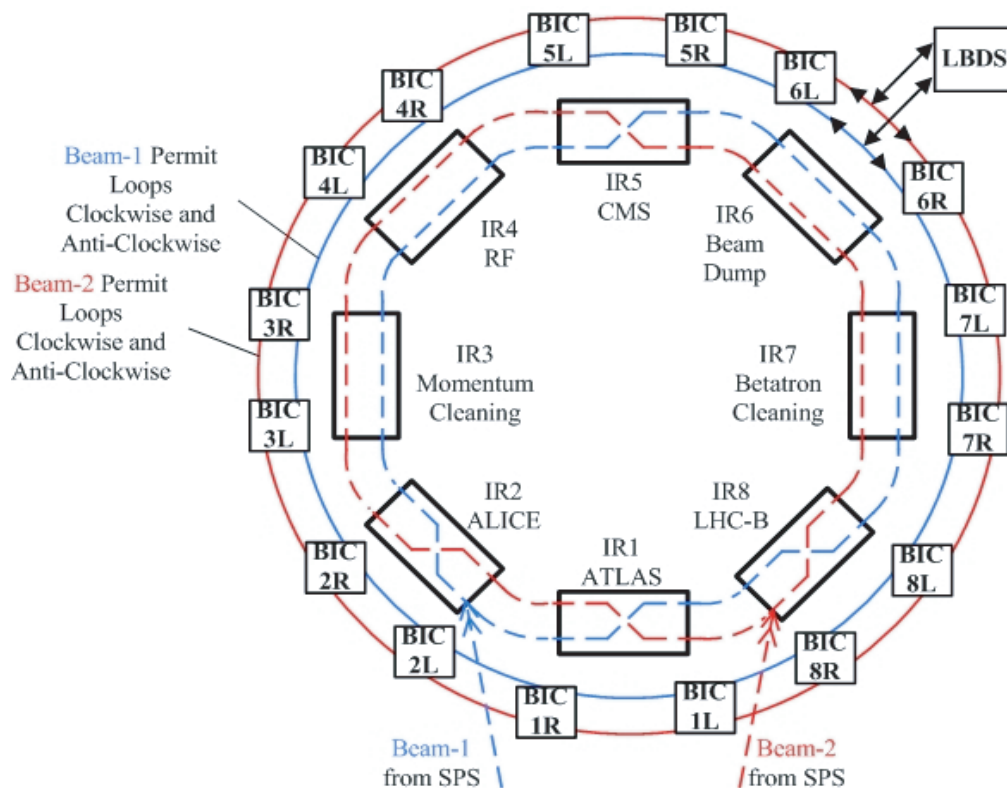 BIC
5L
BIC
5R
LBDS
BIC
6L
BIC
4R
Beam-1 Permit
Loops
Clockwise and
Anti-Clockwise
BIC
4L
IR5
CMS
BIC
6R
IR4
RF
IR6
Beam
Dump
Beam-2 Permit
Loops
Clockwise and
Anti-Clockwise
BIC
3R
BIC
7L
IR3
Momentum
Cleaning
IR7
Betatron
Cleaning
BIC
3L
BIC
7R
IR2
ALICE
IR8
LHC-B
IR1
ATLAS
BIC
2R
BIC
8L
BIC
2L
BIC
8R
BIC
1R
BIC
1L
Beam-1
from SPS
Beam-2
from SPS